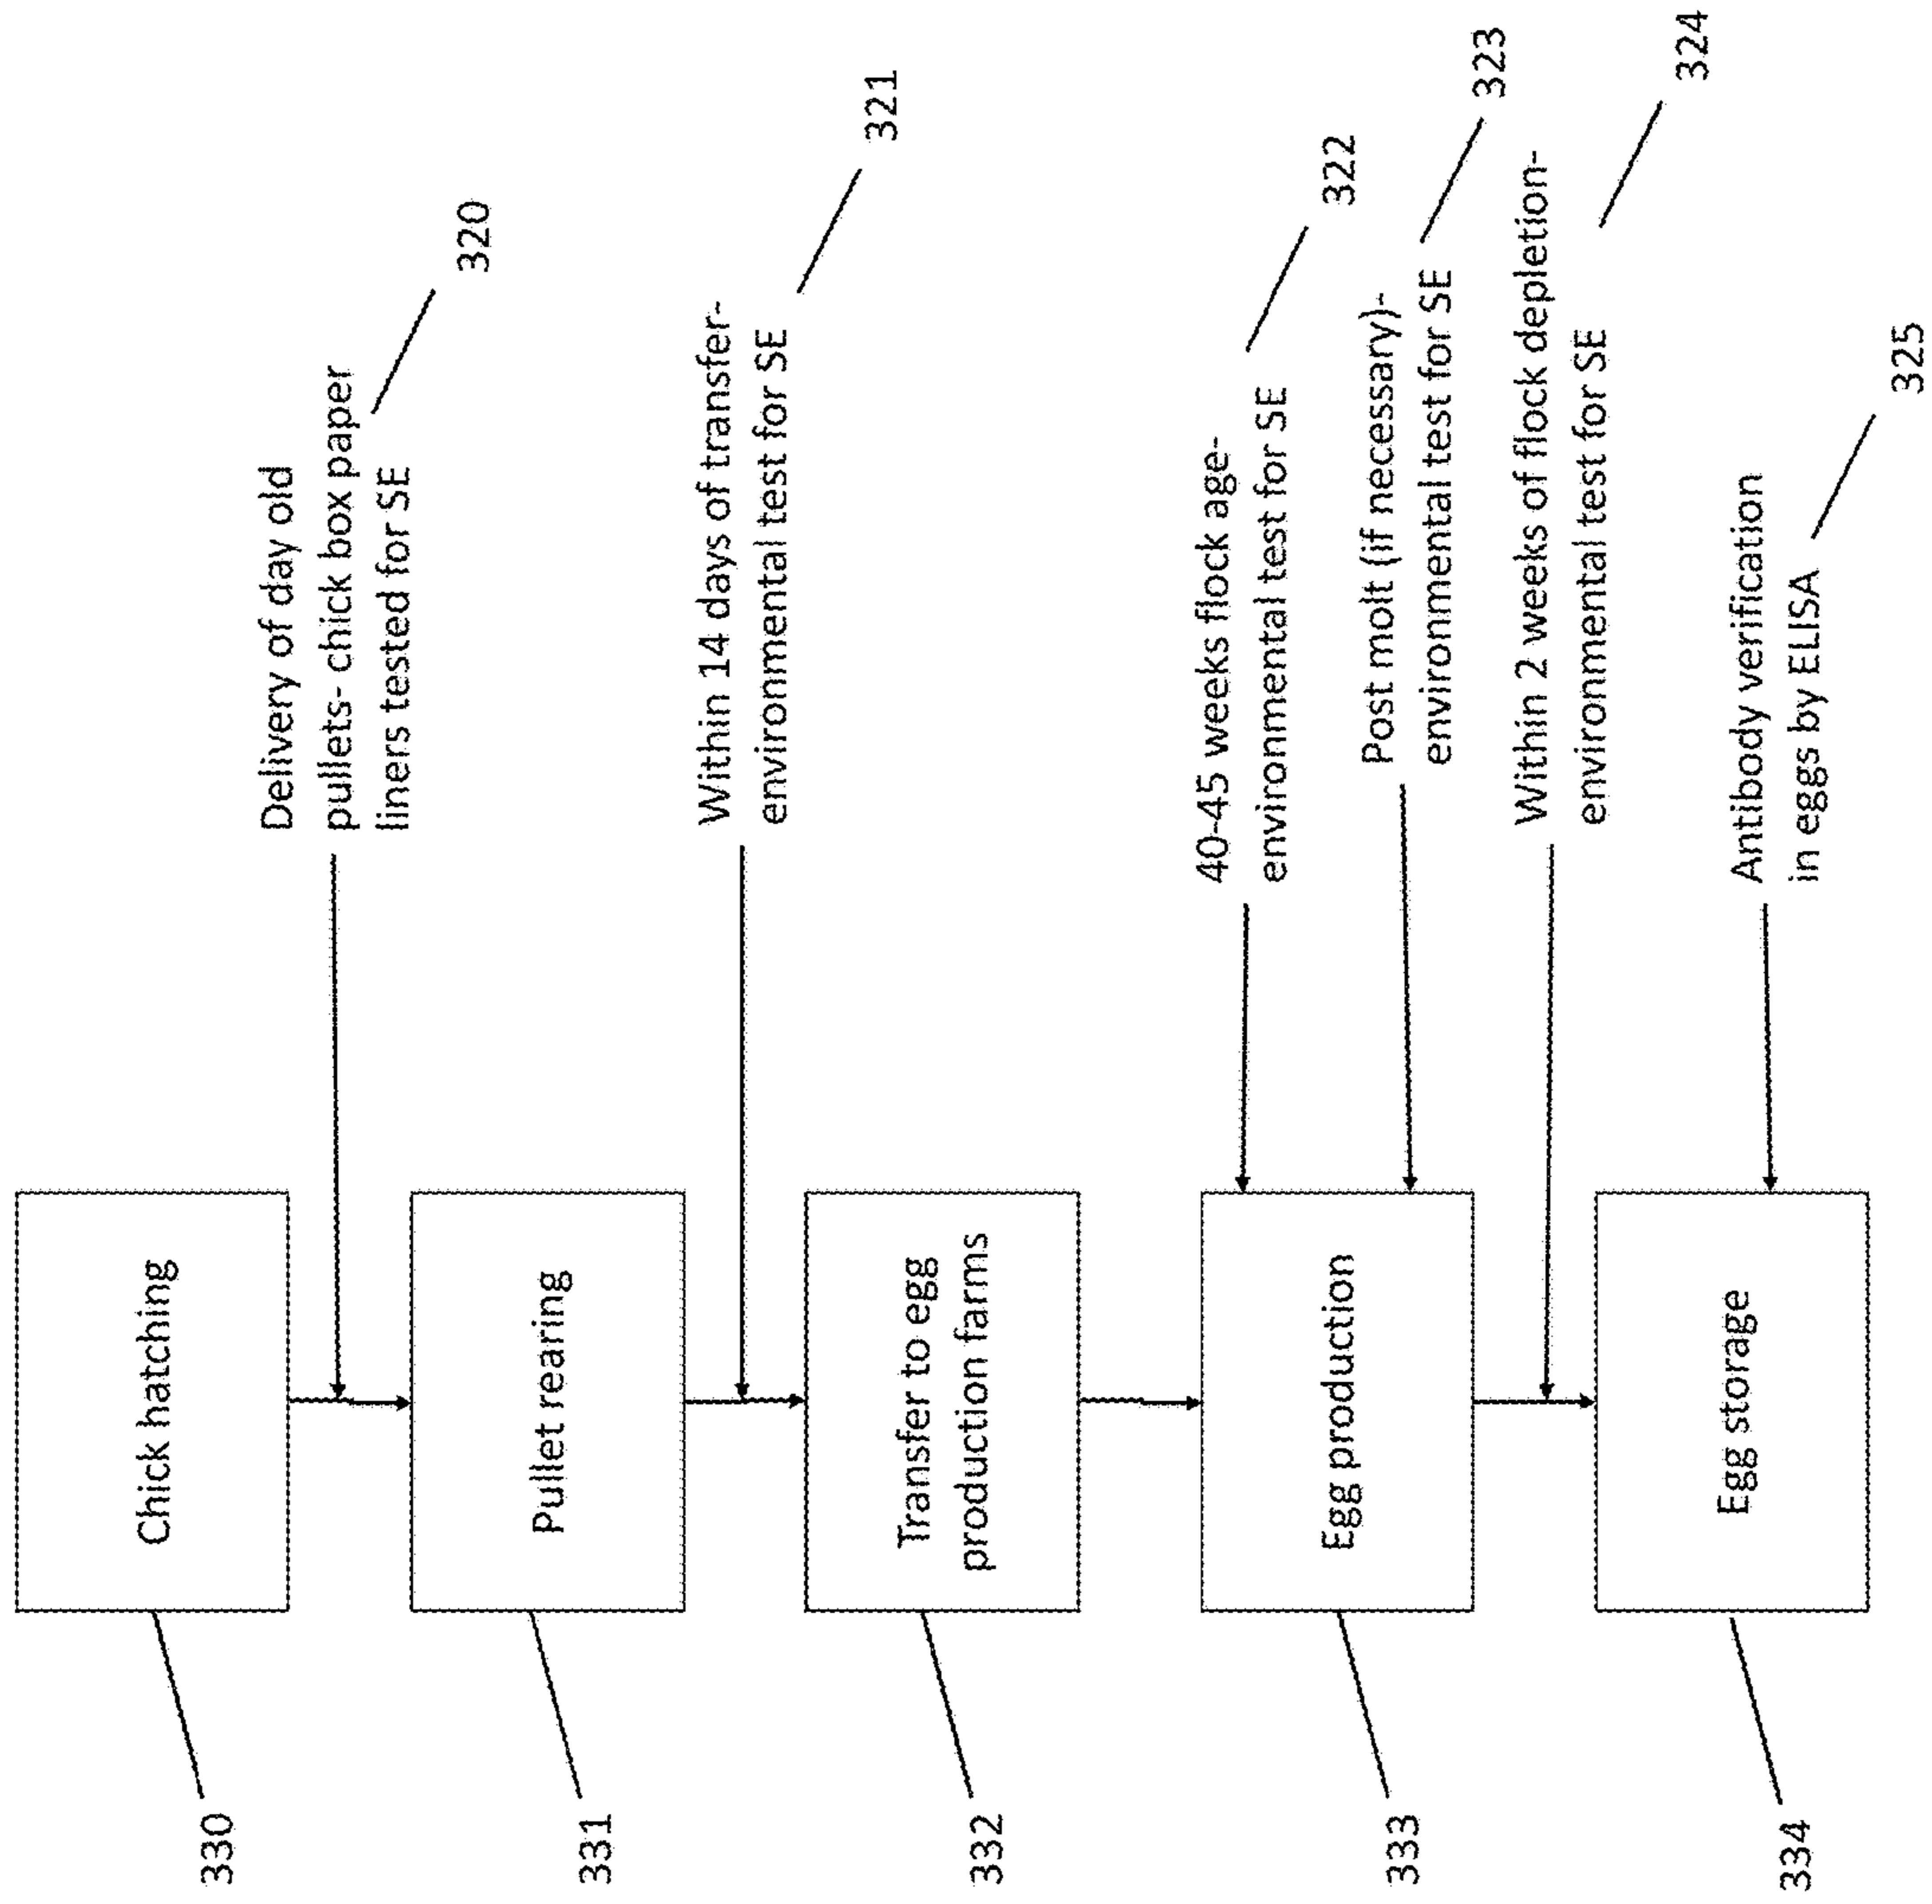 330
Chick hatching
Delivery of day old
pullets- chick box paper
liners tested for SE
320
331
Pullet rearing
Within 14 days of transfer-
environmental test for SE
321
332
Transfer to egg
production farms
333
Egg production
40-45 weeks flock age-
environmental test for SE
322
Post molt (if necessary)-
environmental test for SE
323
Within 2 weeks of flock depletion-
environmental test for SE
324
334
Egg storage
Antibody verification
in eggs by ELISA
325